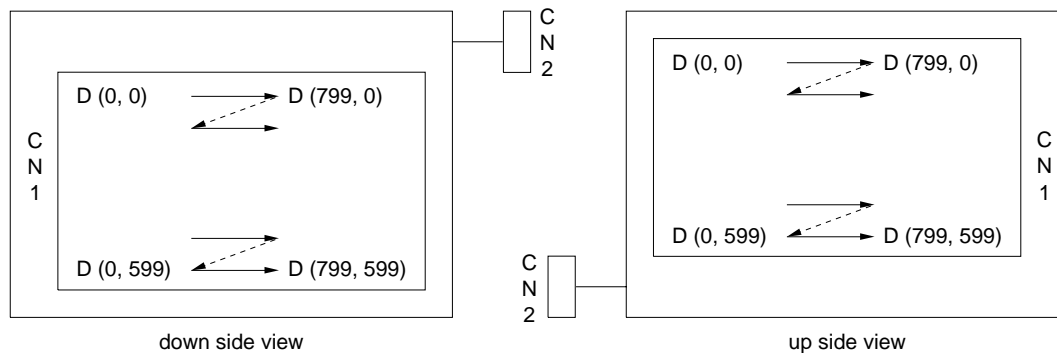 C
N
2
D (0, 0) D (799, 0)
C
N
1
D (0, 599) D (799, 599)
down side view
D (0, 0) D (799, 0)
C
N
1
D (0, 599) D (799, 599)
C
N
2
up side view